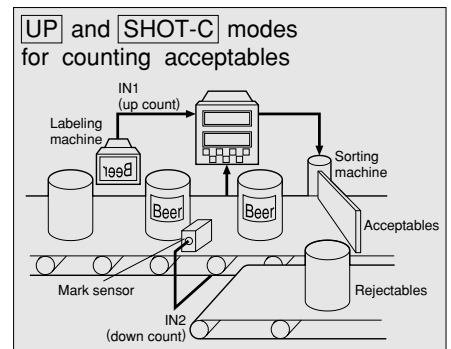 UP and SHOT-C modes
for counting acceptables
IN1
(up count)
Labeling
machine
Beer
Sorting
machine
Beer
Beer
Acceptables
Mark sensor
Rejectables
IN2
(down count)